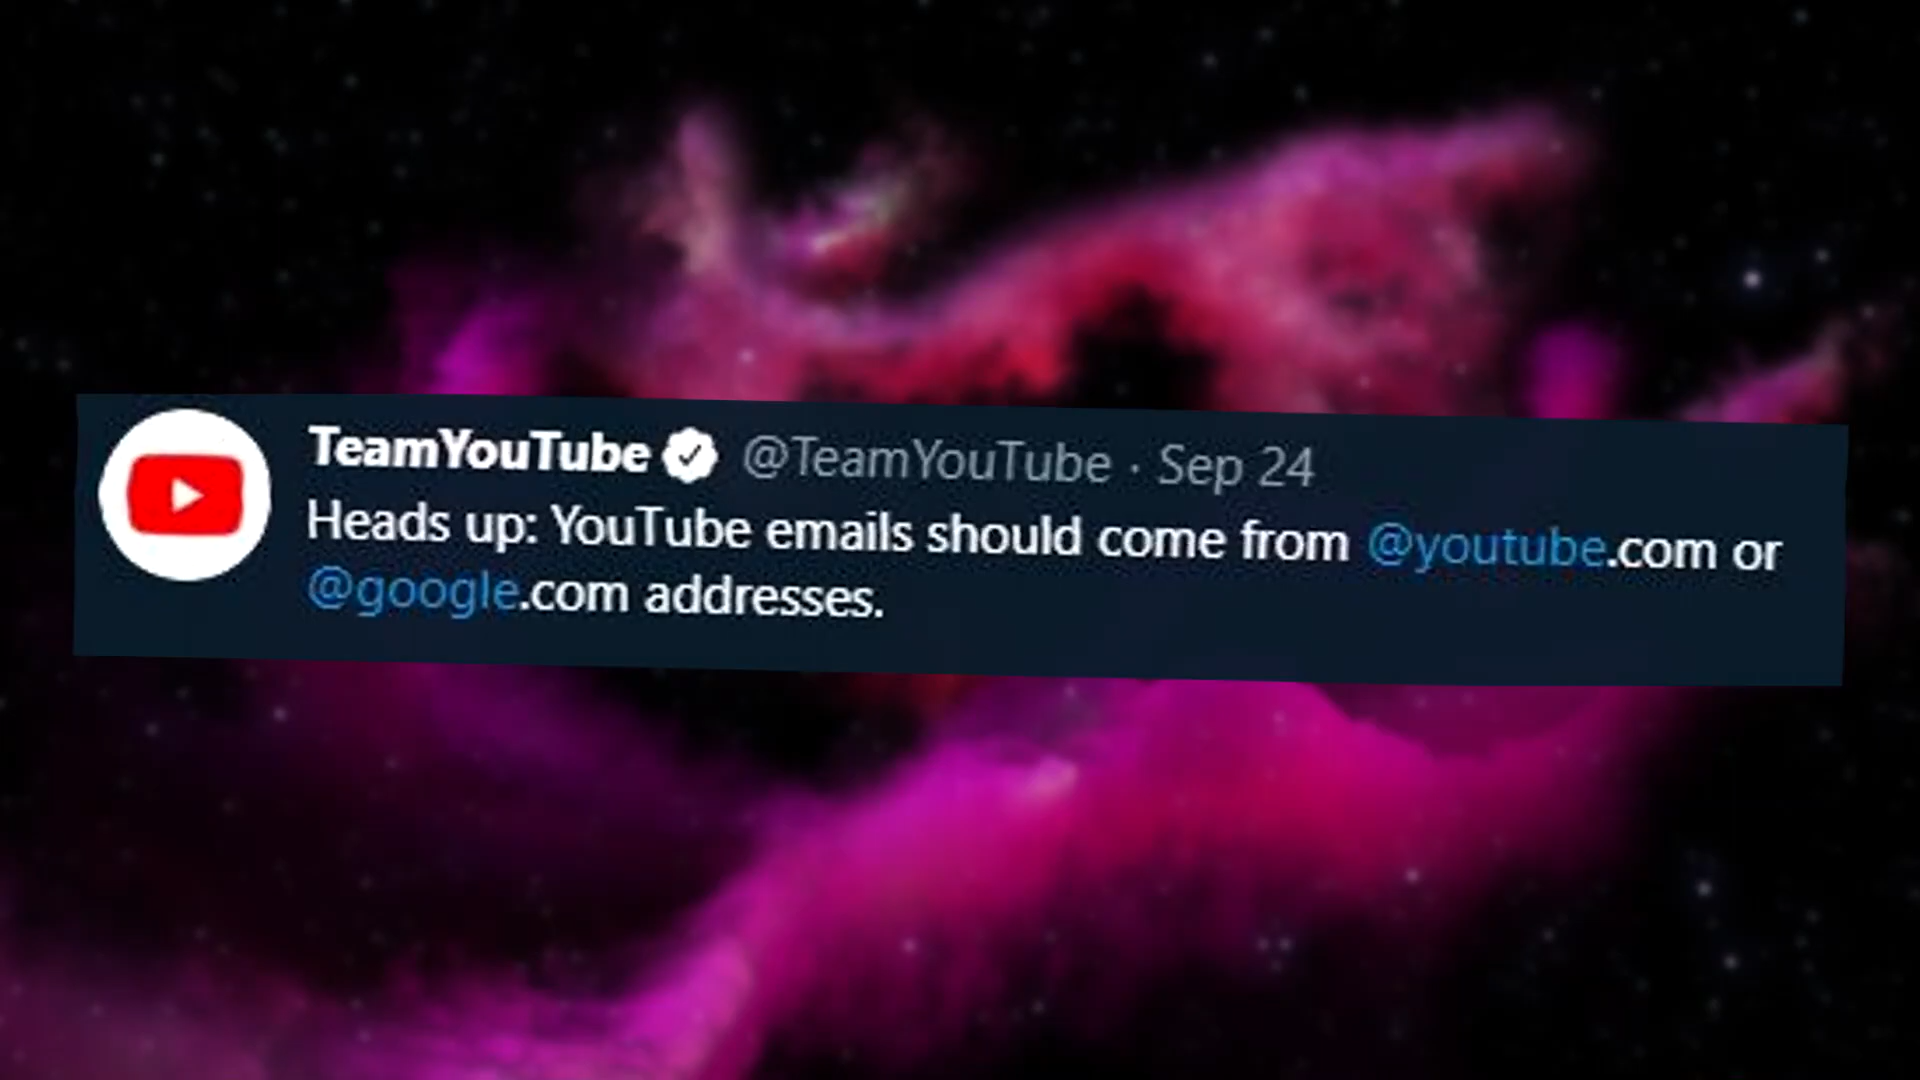 TeamYouTube @TeamYouTube · Sep 24
Heads up: YouTube emails should come from @youtube.com or
@google.com addresses.